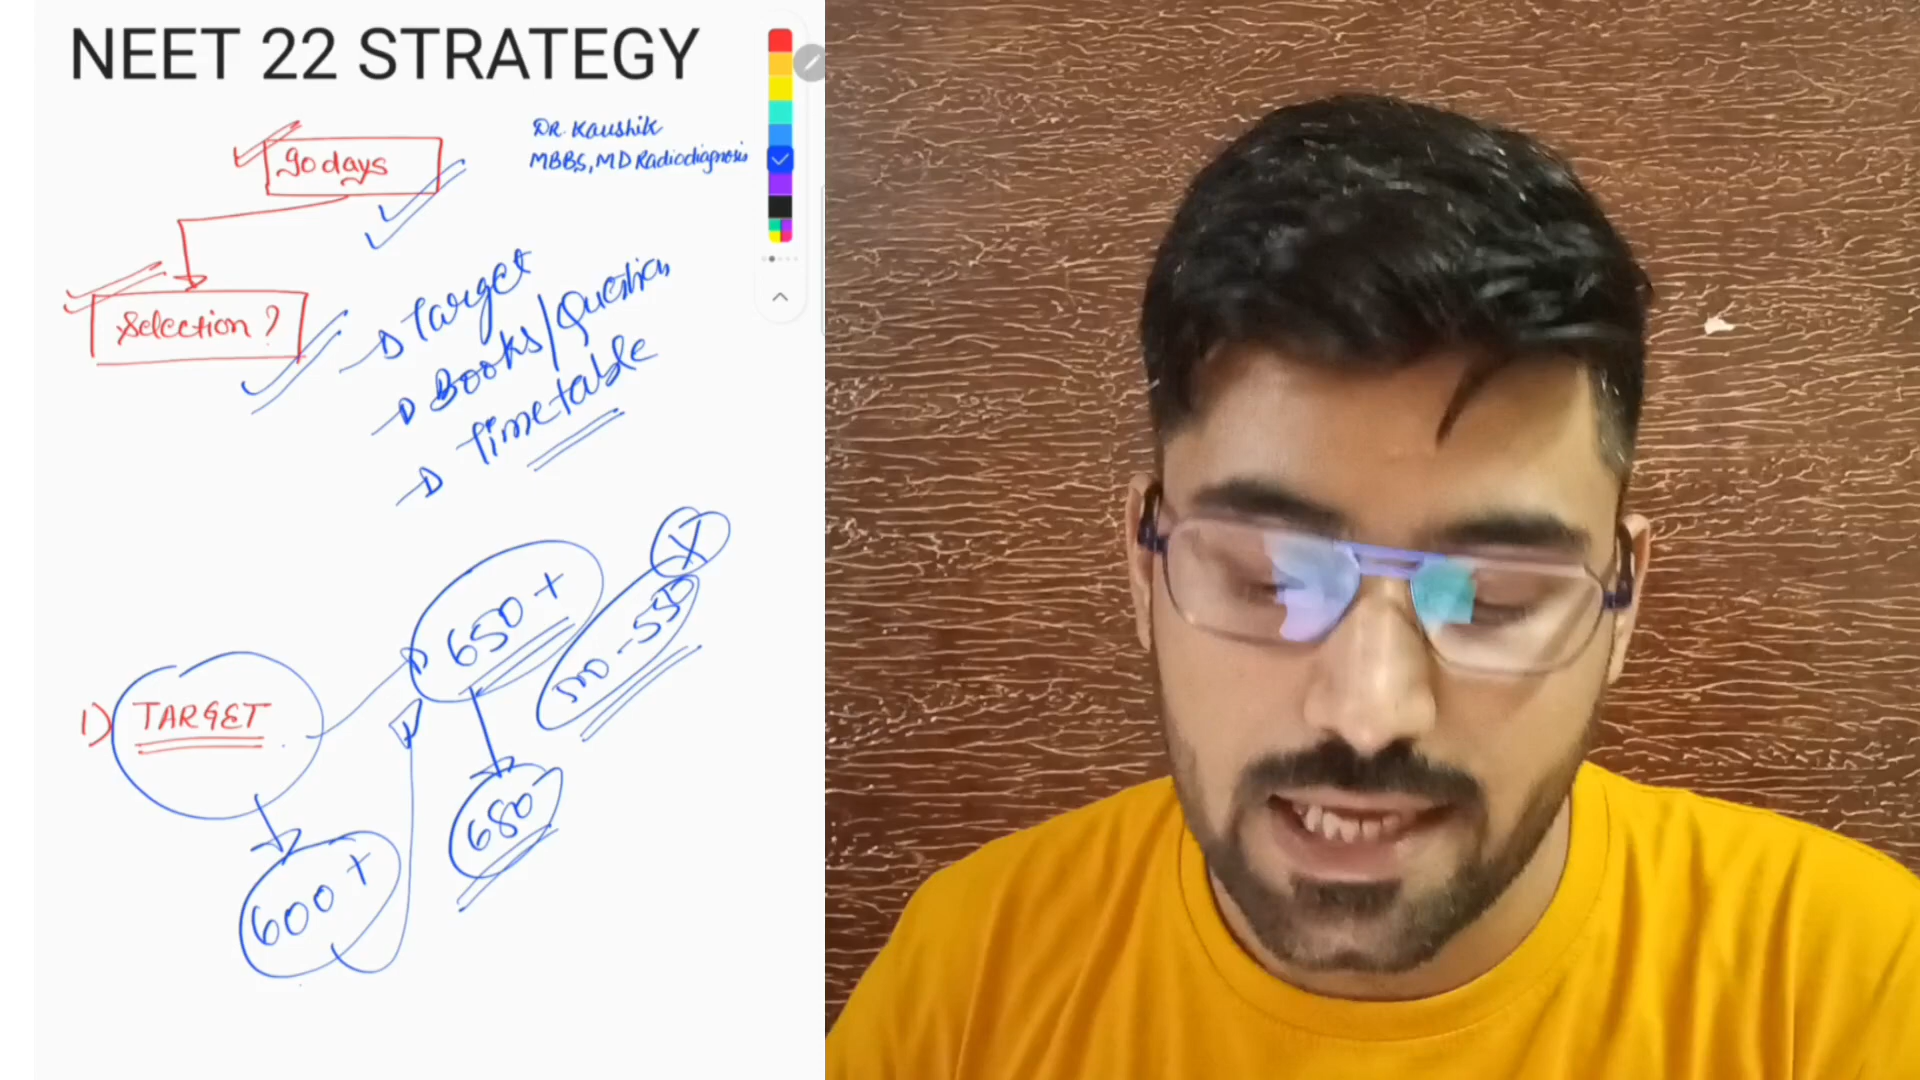 NEET 22 STRATEGY
90 days
DR. Kaushik
MBBS, MD Radiodiagnosis
Selection ?
Target
Books/Question
Timetable
X
500-550
650+
1) TARGET
680
600+